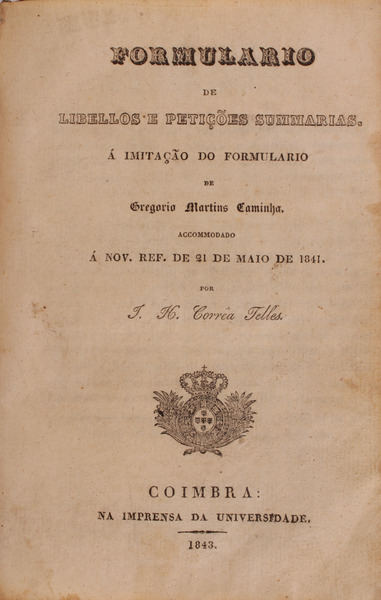 FORMULARIO
DE
LIBELLOS E PETIÇÕES SUMMARIAS.
Á IMITAÇÃO DO FORMULARIO
DE
Gregorio Martins Caminha.
ACCOMMODADO
Á NOV. REF. DE 21 DE MAIO DE 1841.
POR
J. H. Corrêa Telles.
COIMBRA:
NA IMPRENSA DA UNIVERSIDADE.
1843.